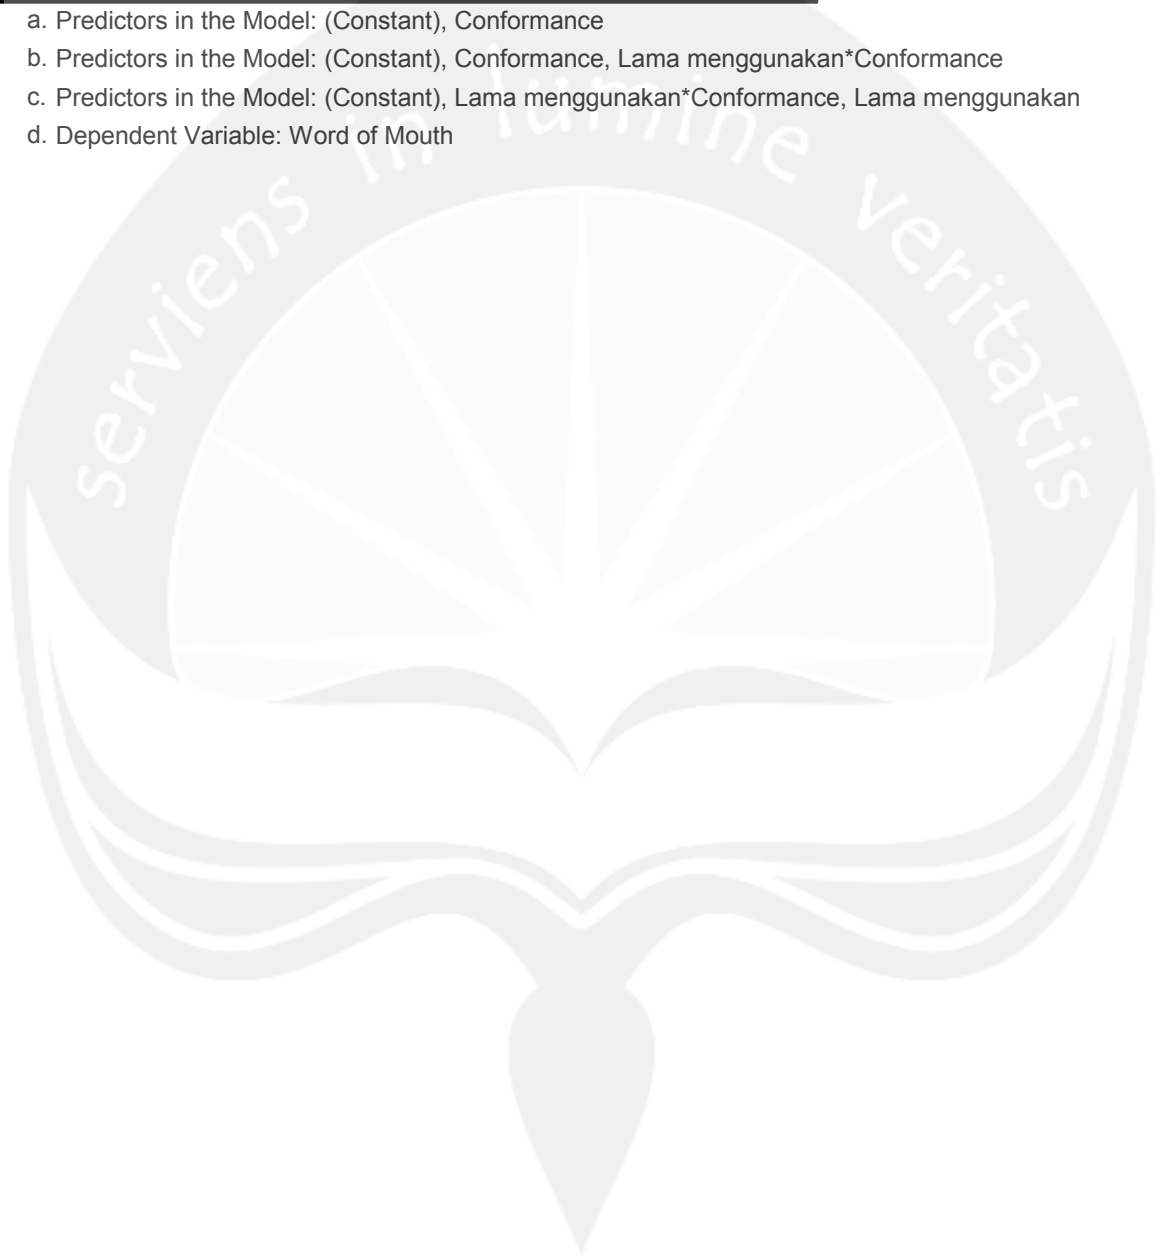 a. Predictors in the Model: (Constant), Conformance
b. Predictors in the Model: (Constant), Conformance, Lama menggunakan*Conformance
c. Predictors in the Model: (Constant), Lama menggunakan*Conformance, Lama menggunakan
d. Dependent Variable: Word of Mouth
serviens in lumine veritatis